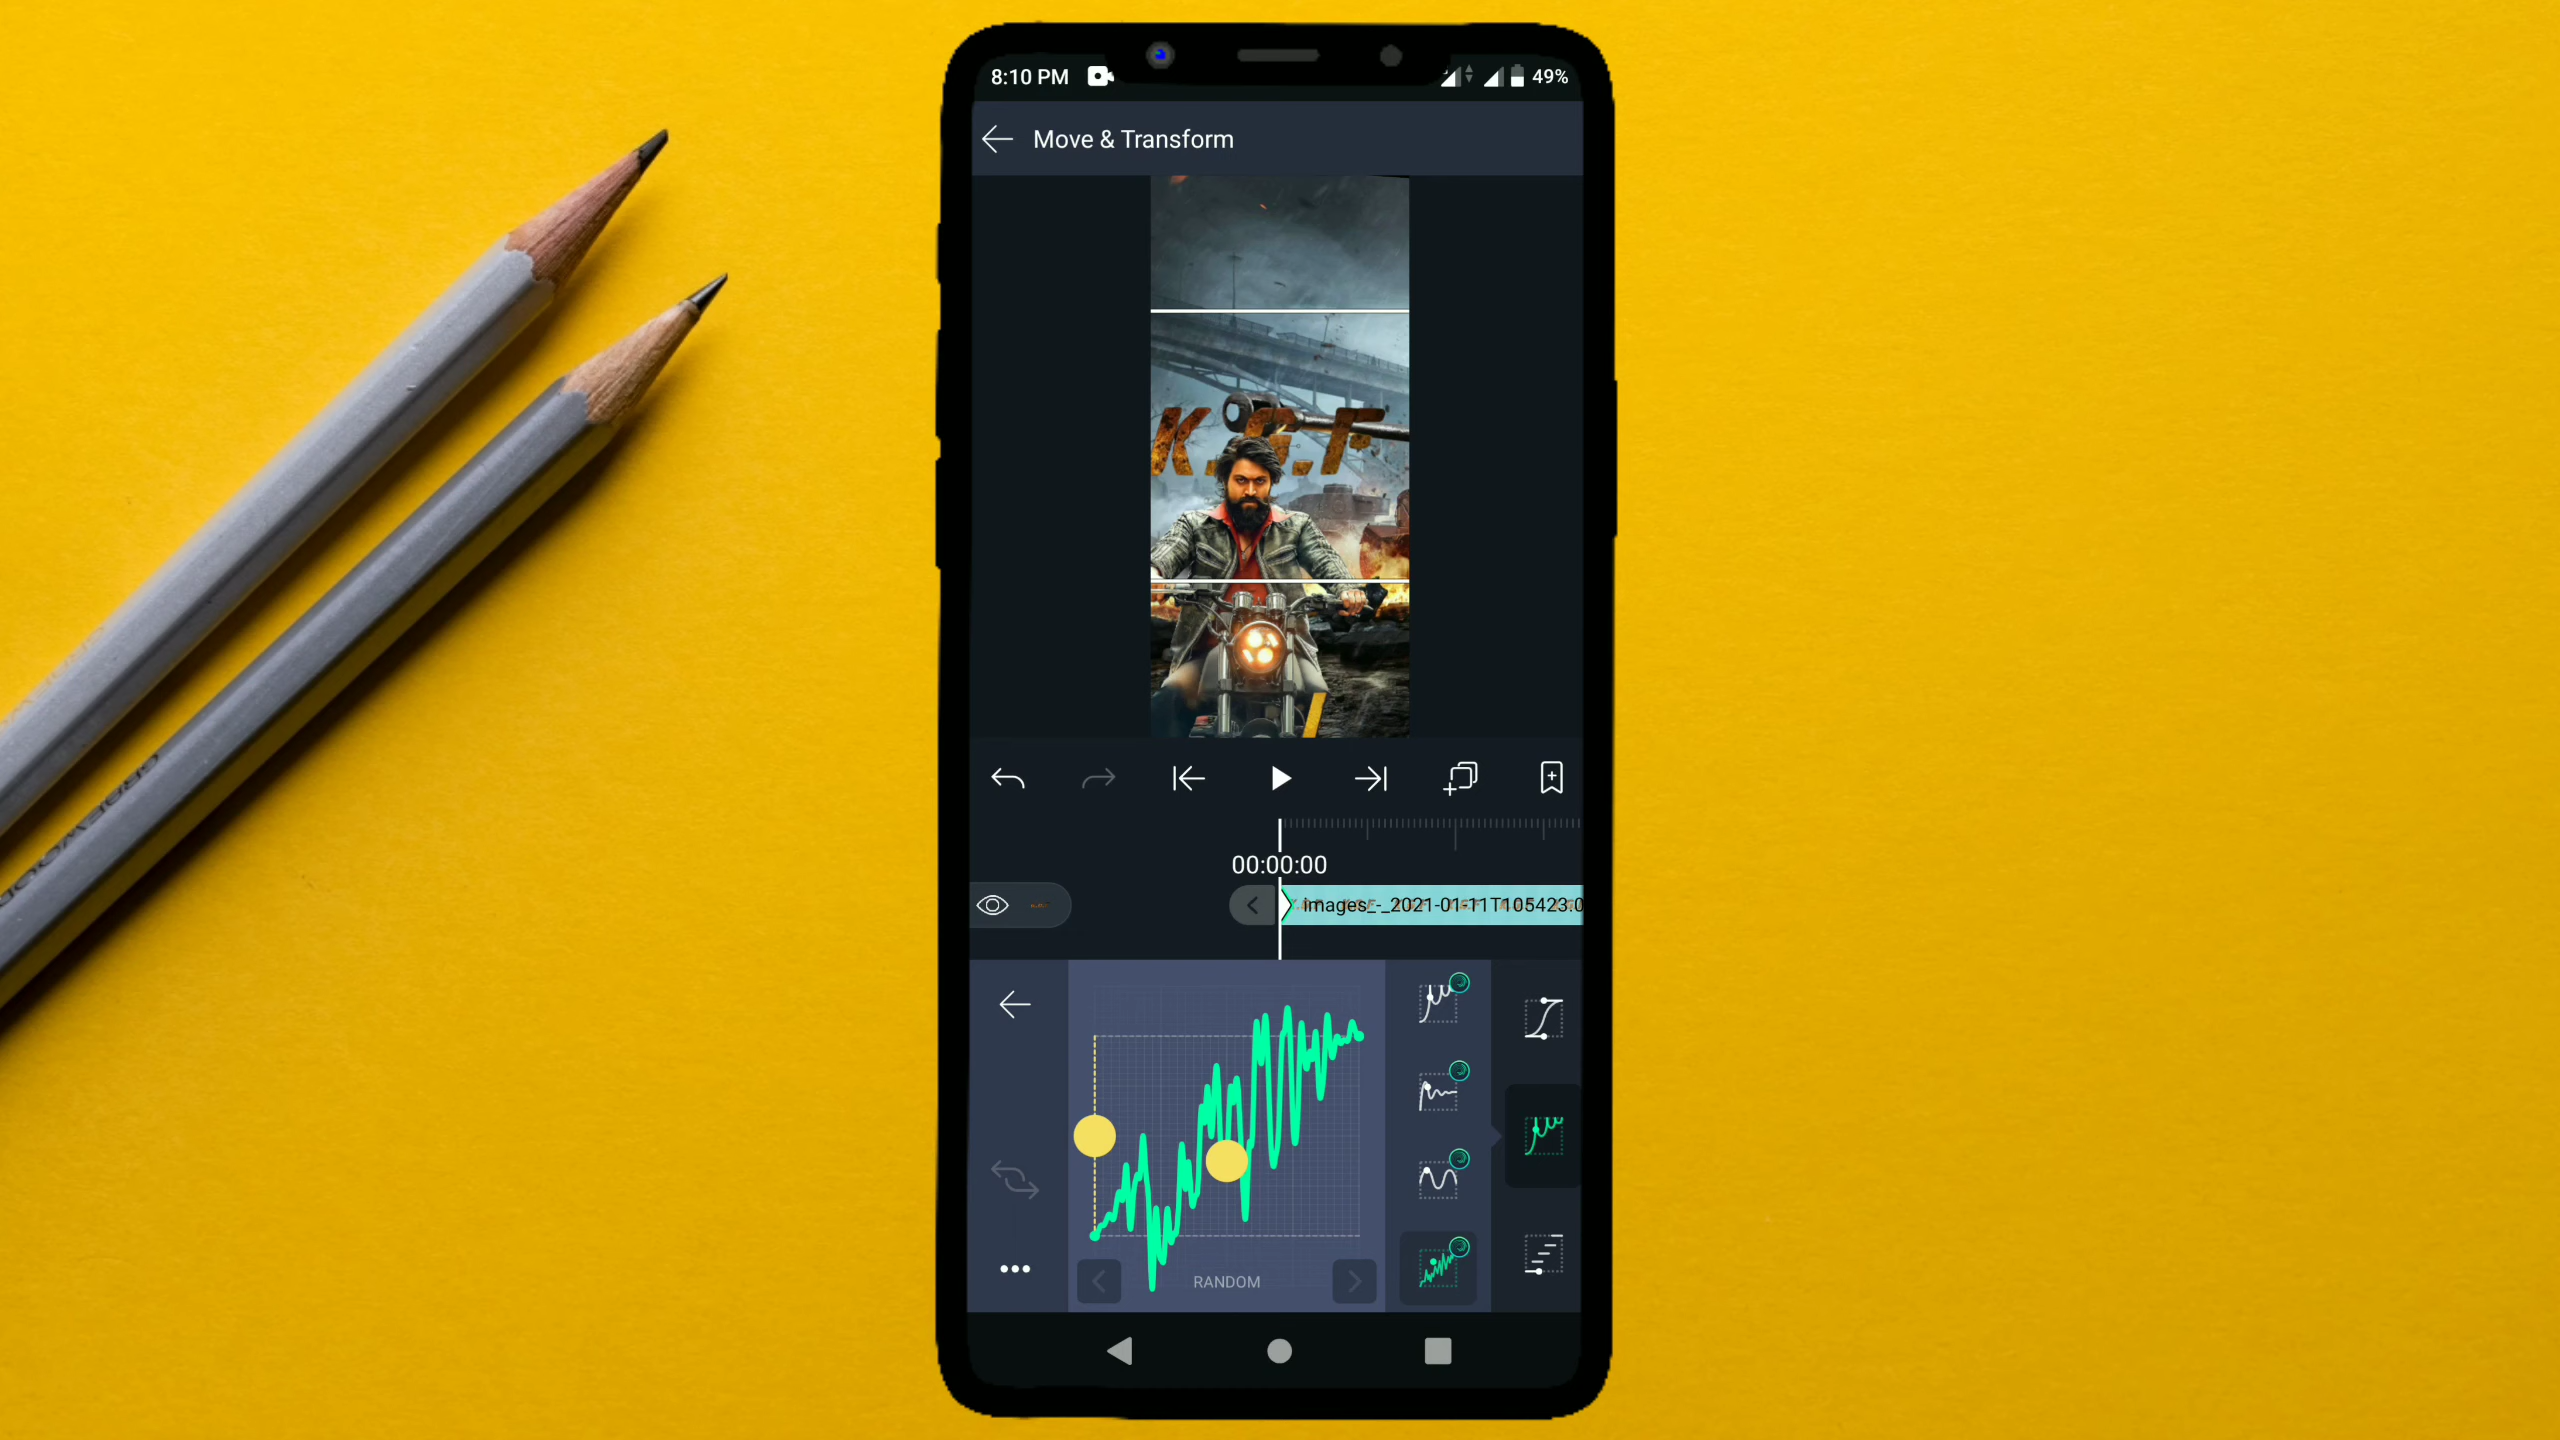 8:10 PM
49%
Move & Transform
K.G.F
00:00:00
images_-_2021-01-11T105423.0
RANDOM